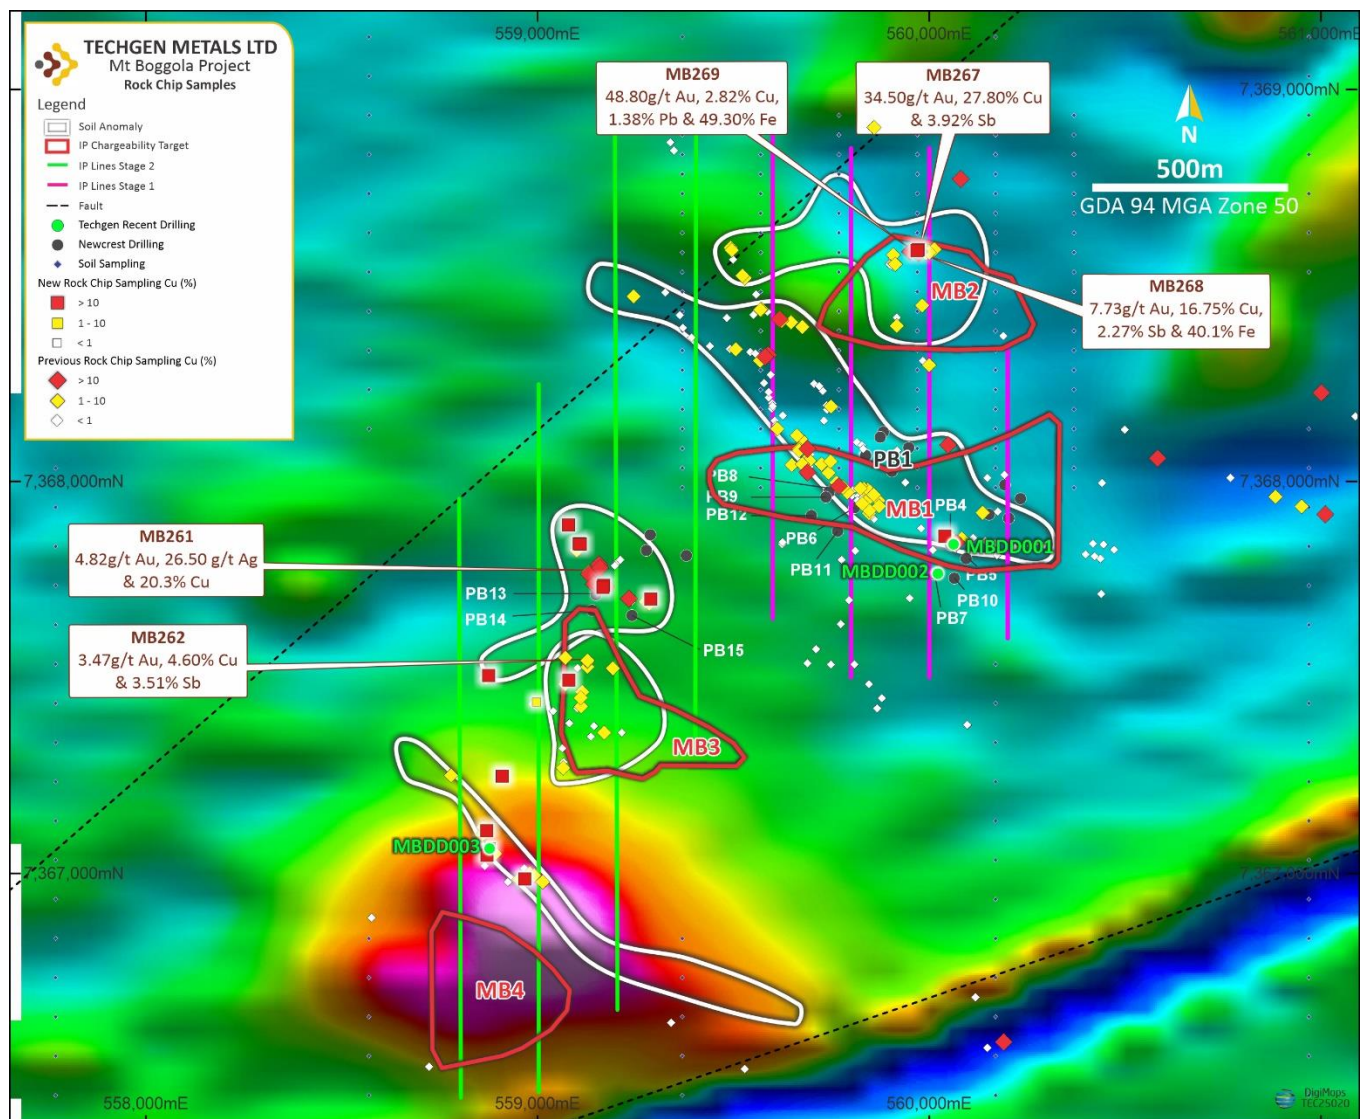 TECHGEN METALS LTD
Mt Boggola Project
Rock Chip Samples
Legend
Soil Anomaly
IP Chargeability Target
IP Lines Stage 2
IP Lines Stage 1
Fault
Techgen Recent Drilling
Newcrest Drilling
Soil Sampling
New Rock Chip Sampling Cu (%)
> 10
1 - 10
< 1
Previous Rock Chip Sampling Cu (%)
> 10
1 - 10
< 1
559,000mE
560,000mE
561,000mE
MB269
48.80g/t Au, 2.82% Cu,
1.38% Pb & 49.30% Fe
MB267
34.50g/t Au, 27.80% Cu
& 3.92% Sb
7,369,000mN
N
500m
GDA 94 MGA Zone 50
MB2
MB268
7.73g/t Au, 16.75% Cu,
2.27% Sb & 40.1% Fe
PB1
7,368,000mN
7,368,000mN
PB8
PB9
PB12
MB1
PB4
PB6
MBDD001
PB11
MBDD002
PB5
PB10
PB7
MB261
4.82g/t Au, 26.50 g/t Ag
& 20.3% Cu
PB13
PB14
PB15
MB262
3.47g/t Au, 4.60% Cu
& 3.51% Sb
MB3
MBDD003
7,367,000mN
7,367,000mN
MB4
558,000mE
559,000mE
560,000mE
DigiMaps
TEC25020